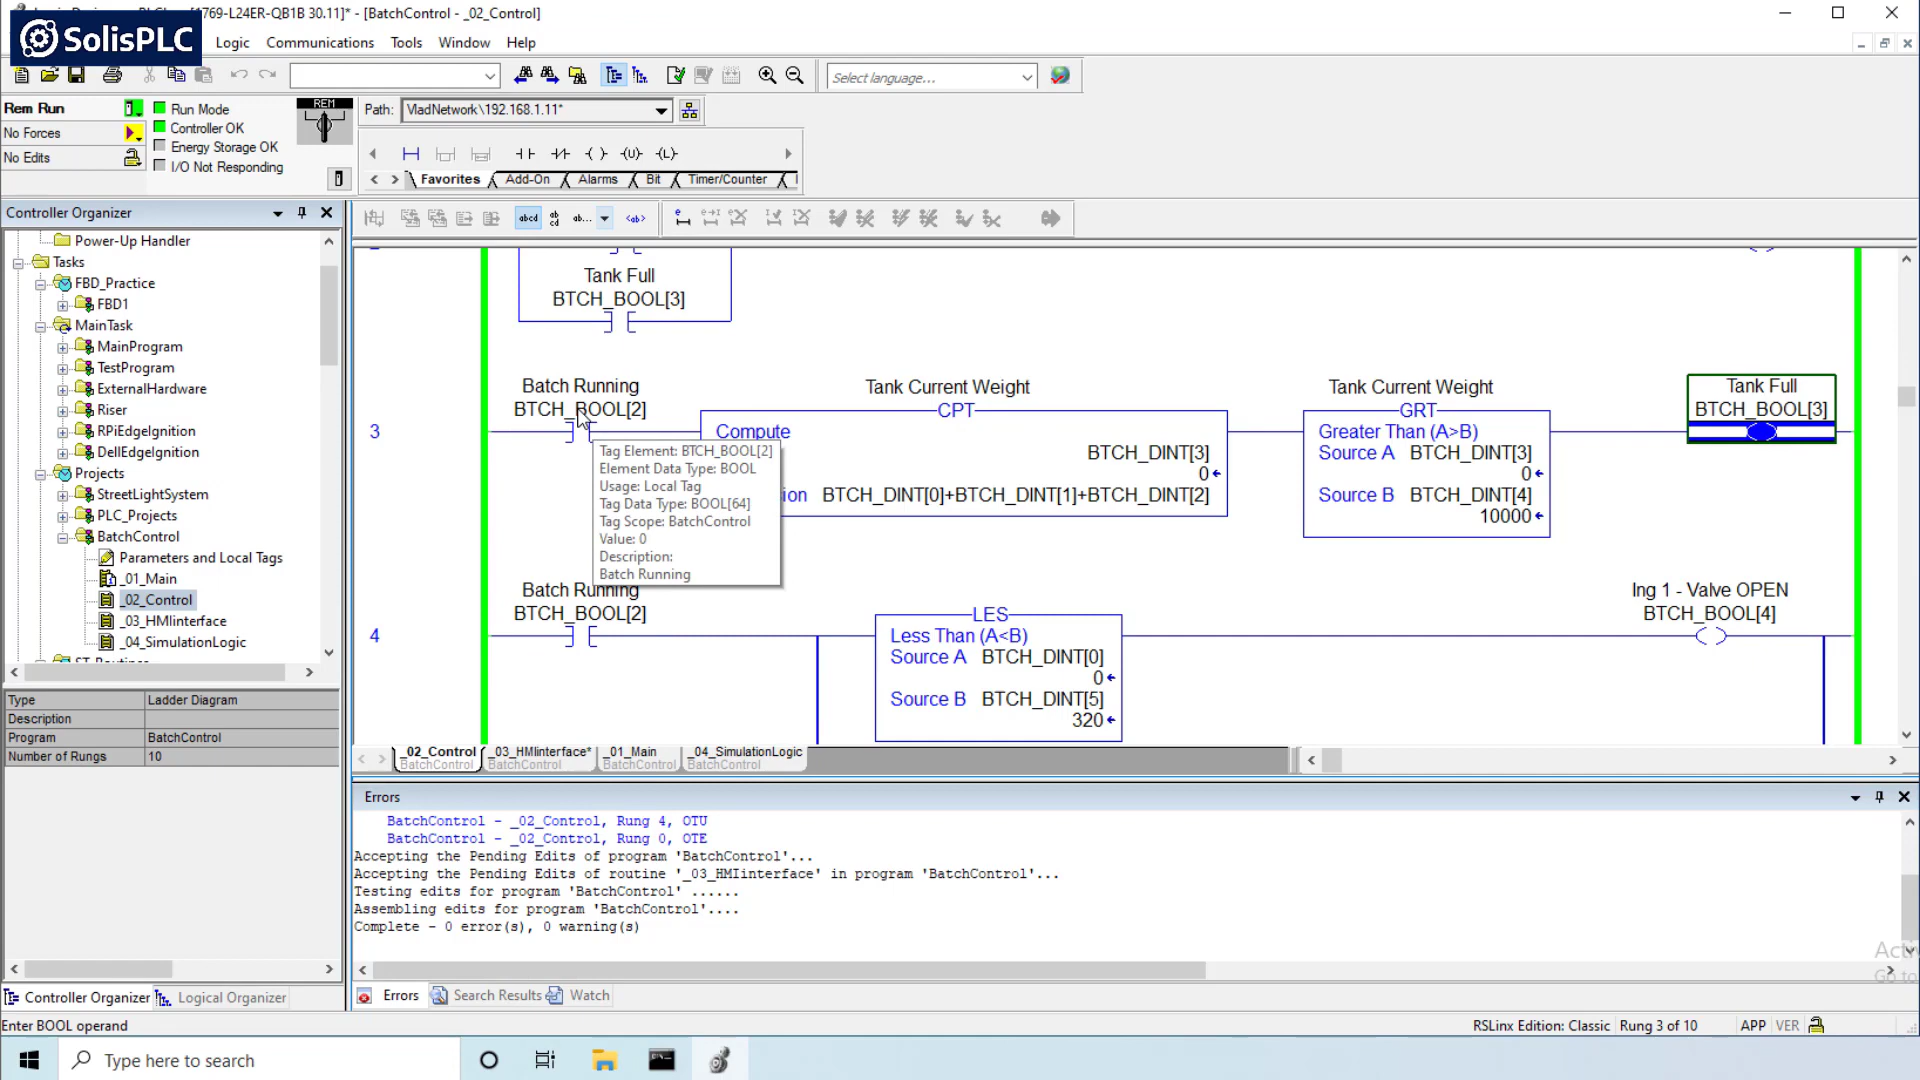 [1769-L24ER-QB1B 30.11]* - [BatchControl - _02_Control]
SolisPLC
Logic Communications Tools Window Help
Select language...
Rem Run
No Forces
No Edits
Run Mode
Controller OK
Energy Storage OK
I/O Not Responding
REM
Path: VladNetwork\192.168.1.11*
(U) (L)
Favorites Add-On Alarms Bit Timer/Counter
abcd ab cd ab... <ab>
Controller Organizer
Power-Up Handler
Tasks
FBD_Practice
FBD1
MainTask
MainProgram
TestProgram
ExternalHardware
Riser
RPiEdgeIgnition
DellEdgeIgnition
Projects
StreetLightSystem
PLC_Projects
BatchControl
Parameters and Local Tags
_01_Main
_02_Control
_03_HMIinterface
_04_SimulationLogic
Type Ladder Diagram
Description
Program BatchControl
Number of Rungs 10
Controller Organizer Logical Organizer
Tank Full
BTCH_BOOL[3]
3
Batch Running
BTCH_BOOL[2]
Tank Current Weight
CPT
Compute
BTCH_DINT[3]
0
BTCH_DINT[0]+BTCH_DINT[1]+BTCH_DINT[2]
Tank Current Weight
GRT
Greater Than (A>B)
Source A BTCH_DINT[3]
0
Source B BTCH_DINT[4]
10000
Tank Full
BTCH_BOOL[3]
Tag Element: BTCH_BOOL[2]
Element Data Type: BOOL
Usage: Local Tag
Tag Data Type: BOOL[64]
Tag Scope: BatchControl
Value: 0
Description:
Batch Running
4
Batch Running
BTCH_BOOL[2]
LES
Less Than (A<B)
Source A BTCH_DINT[0]
0
Source B BTCH_DINT[5]
320
Ing 1 - Valve OPEN
BTCH_BOOL[4]
_02_Control _03_HMIinterface* _01_Main _04_SimulationLogic
BatchControl BatchControl BatchControl BatchControl
Errors
BatchControl - _02_Control, Rung 4, OTU
BatchControl - _02_Control, Rung 0, OTE
Accepting the Pending Edits of program 'BatchControl'...
Accepting the Pending Edits of routine '_03_HMIinterface' in program 'BatchControl'...
Testing edits for program 'BatchControl' ......
Assembling edits for program 'BatchControl'....
Complete - 0 error(s), 0 warning(s)
Errors Search Results Watch
Enter BOOL operand
RSLinx Edition: Classic Rung 3 of 10 APP VER
Type here to search